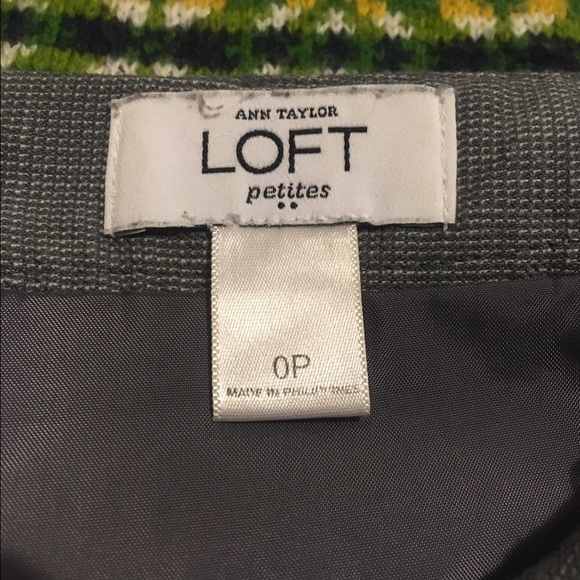 ANN TAYLOR
LOFT
petites
0P
MADE IN PHILIPPINES